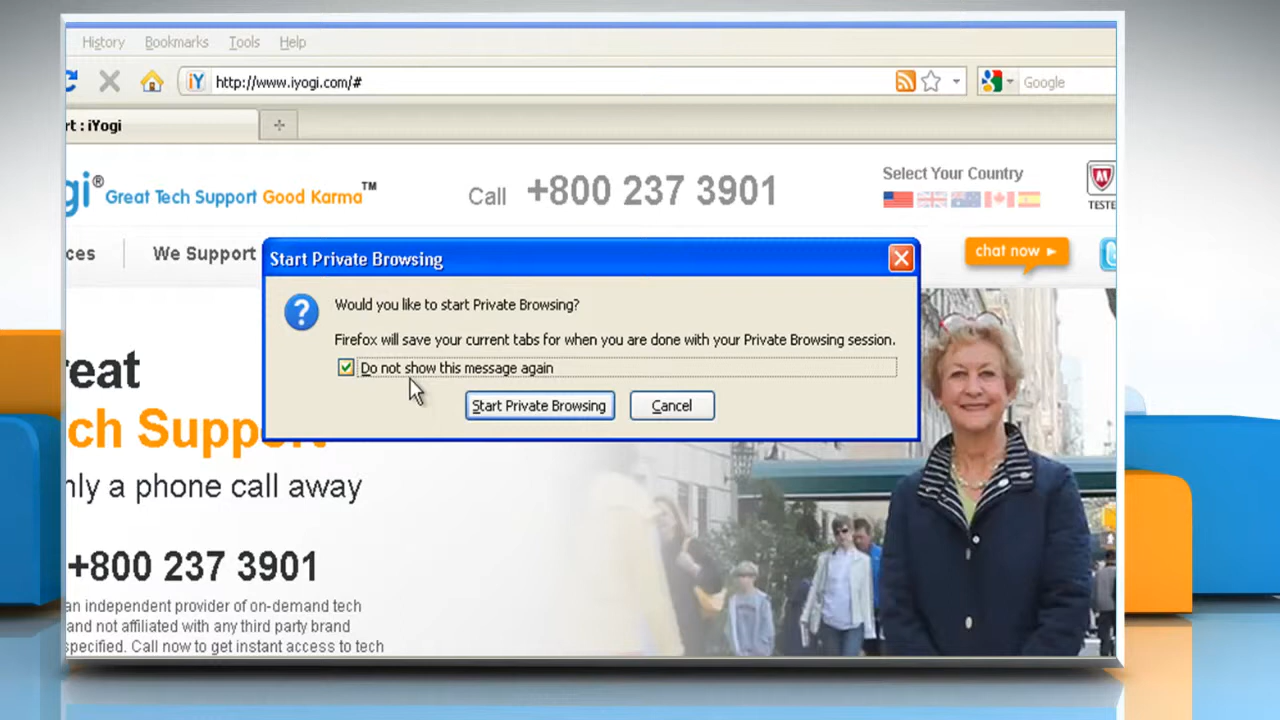 History Bookmarks Tools Help
iY http://www.iyogi.com/# Google
rt : iYogi
gi® Great Tech Support Good Karma™ Call +800 237 3901 Select Your Country
TESTE
ces We Support chat now
Start Private Browsing
Would you like to start Private Browsing?
Firefox will save your current tabs for when you are done with your Private Browsing session.
Do not show this message again
Start Private Browsing Cancel
reat
ch Support
nly a phone call away
+800 237 3901
an independent provider of on-demand tech
and not affiliated with any third party brand
specified. Call now to get instant access to tech